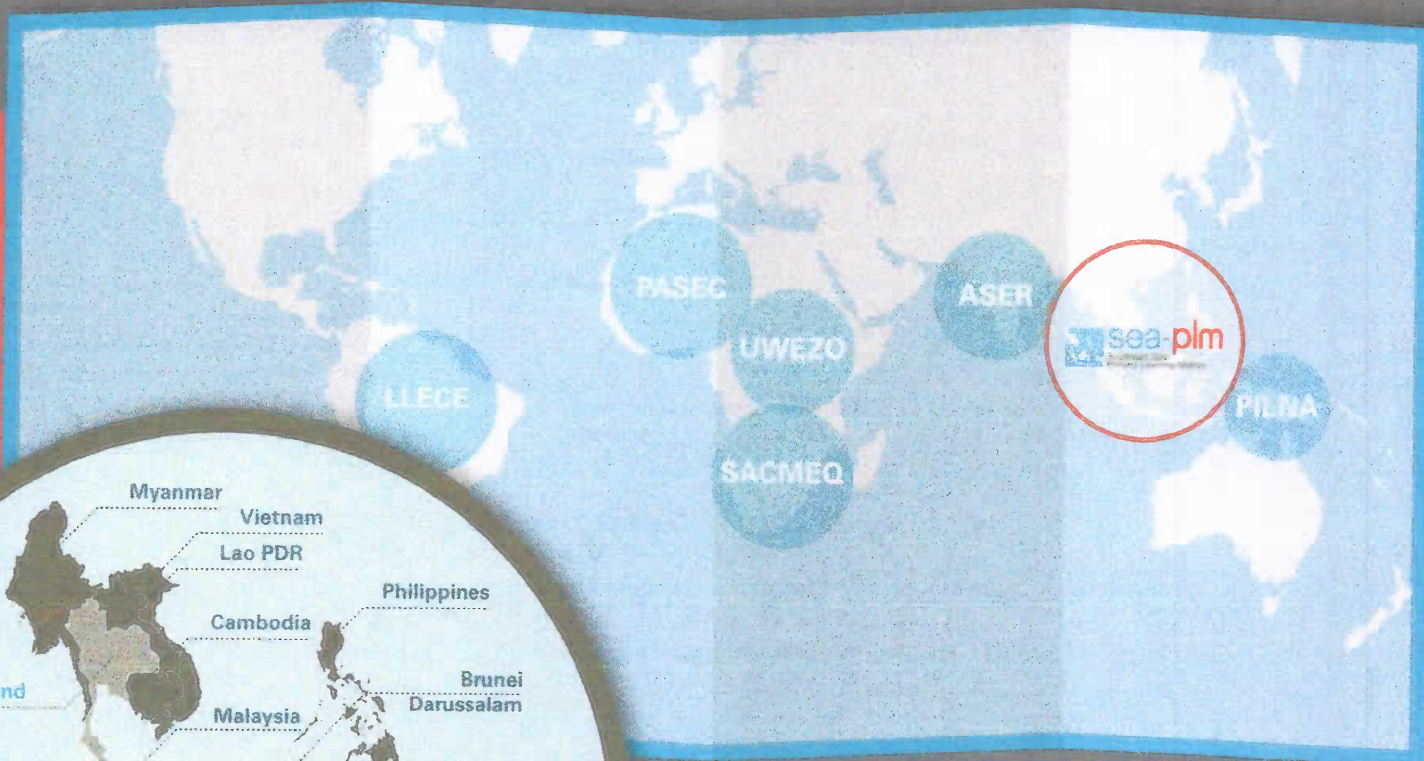 PASEC
ASER
UWEZO
sea-plm
LLECE
PILNA
SACMEQ
Myanmar
Vietnam
Lao PDR
Philippines
Cambodia
nd
Brunei
Darussalam
Malaysia